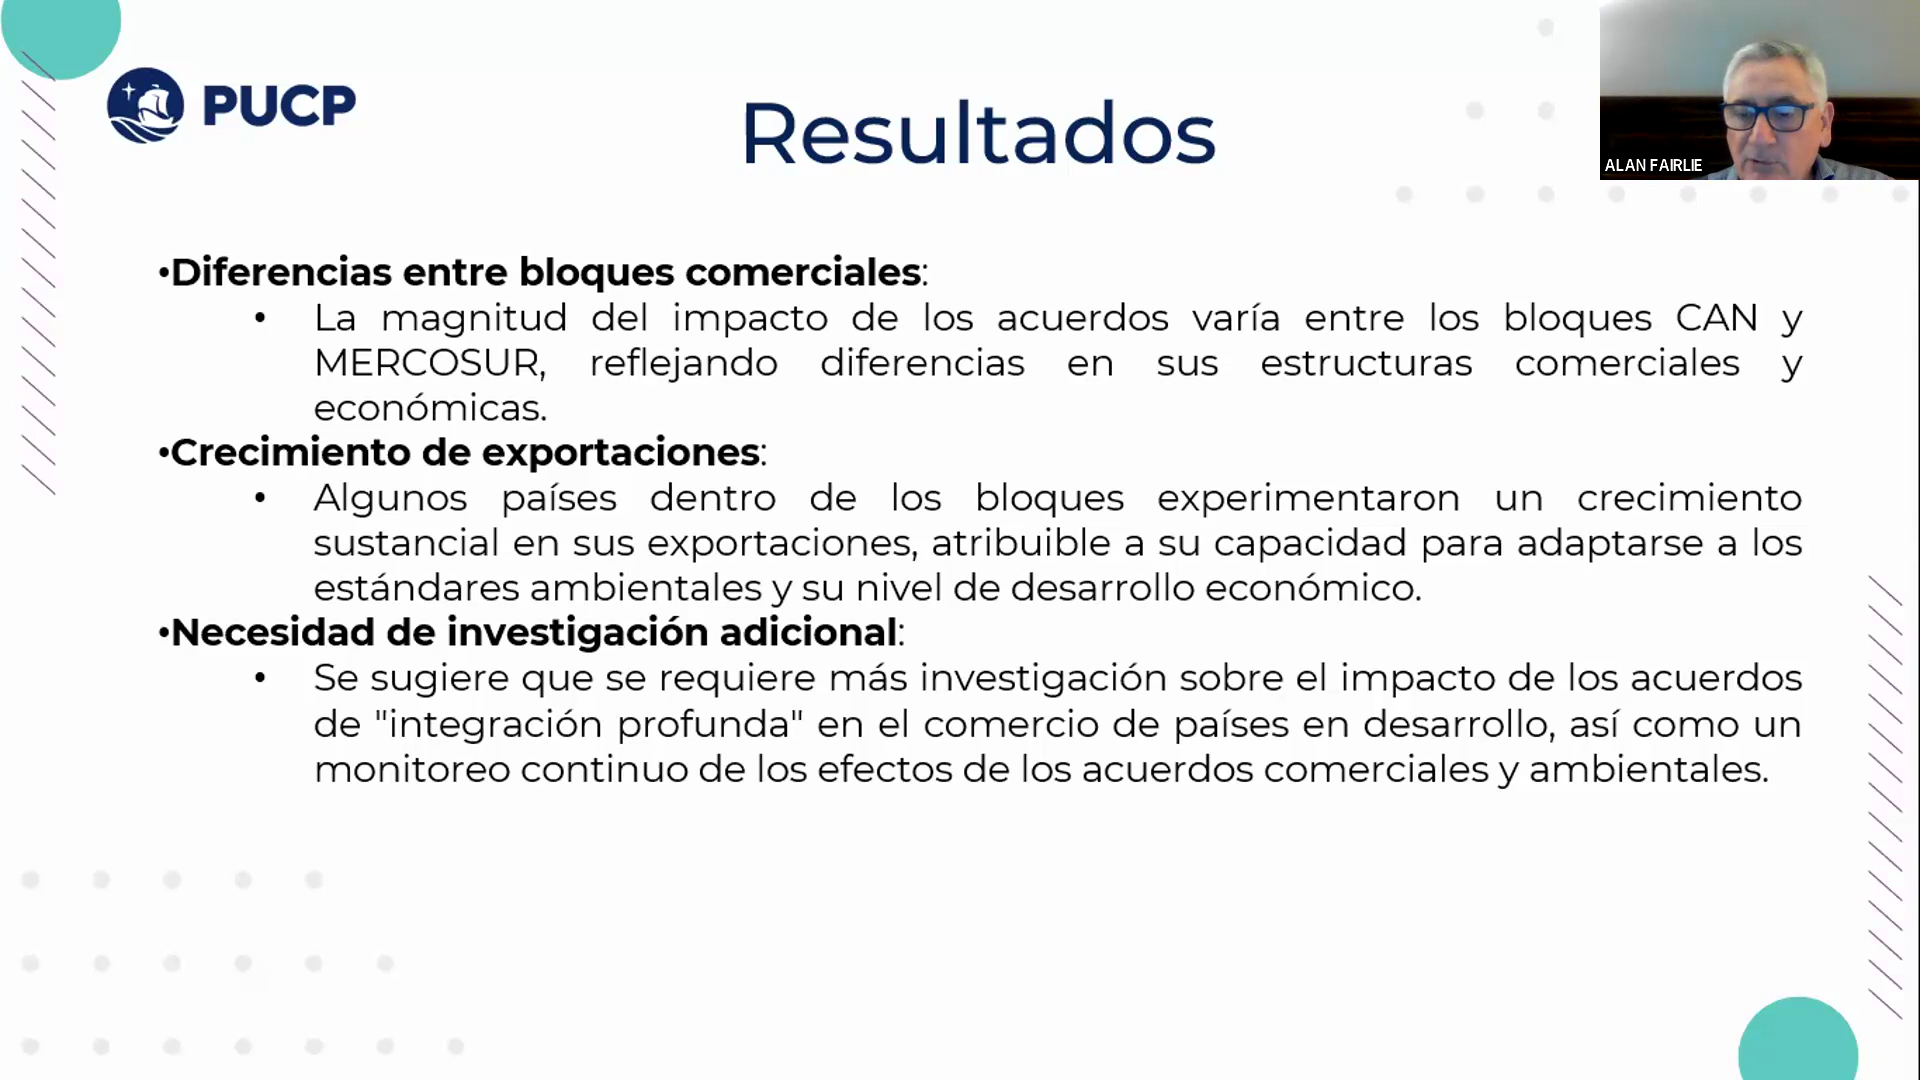 PUCP
Resultados
ALAN FAIRLIE
•Diferencias entre bloques comerciales:
• La magnitud del impacto de los acuerdos varía entre los bloques CAN y
MERCOSUR, reflejando diferencias en sus estructuras comerciales y
económicas.
•Crecimiento de exportaciones:
• Algunos países dentro de los bloques experimentaron un crecimiento
sustancial en sus exportaciones, atribuible a su capacidad para adaptarse a los
estándares ambientales y su nivel de desarrollo económico.
•Necesidad de investigación adicional:
• Se sugiere que se requiere más investigación sobre el impacto de los acuerdos
de "integración profunda" en el comercio de países en desarrollo, así como un
monitoreo continuo de los efectos de los acuerdos comerciales y ambientales.